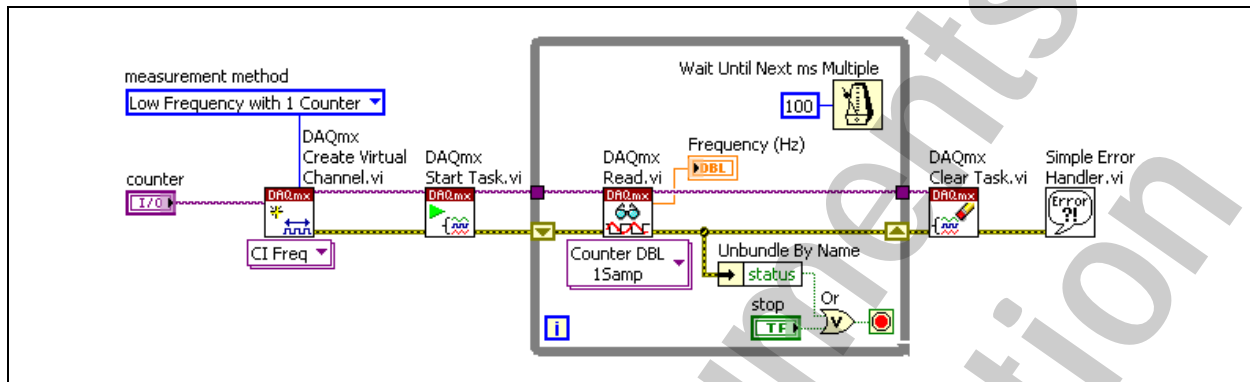 measurement method
Low Frequency with 1 Counter
counter
I/O
DAQmx
Create Virtual
Channel.vi
DAQmx
CI Freq
DAQmx
Start Task.vi
DAQmx
Wait Until Next ms Multiple
100
DAQmx
Read.vi
DAQmx
Counter DBL
1Samp
Frequency (Hz)
DBL
Unbundle By Name
status
stop
TF
Or
V
i
DAQmx
Clear Task.vi
DAQmx
Simple Error
Handler.vi
Error
?!